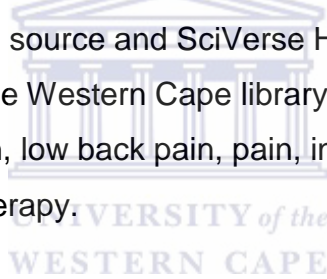 source and SciVerse H
e Western Cape library
, low back pain, pain, in
erapy.
UNIVERSITY of the
WESTERN CAPE